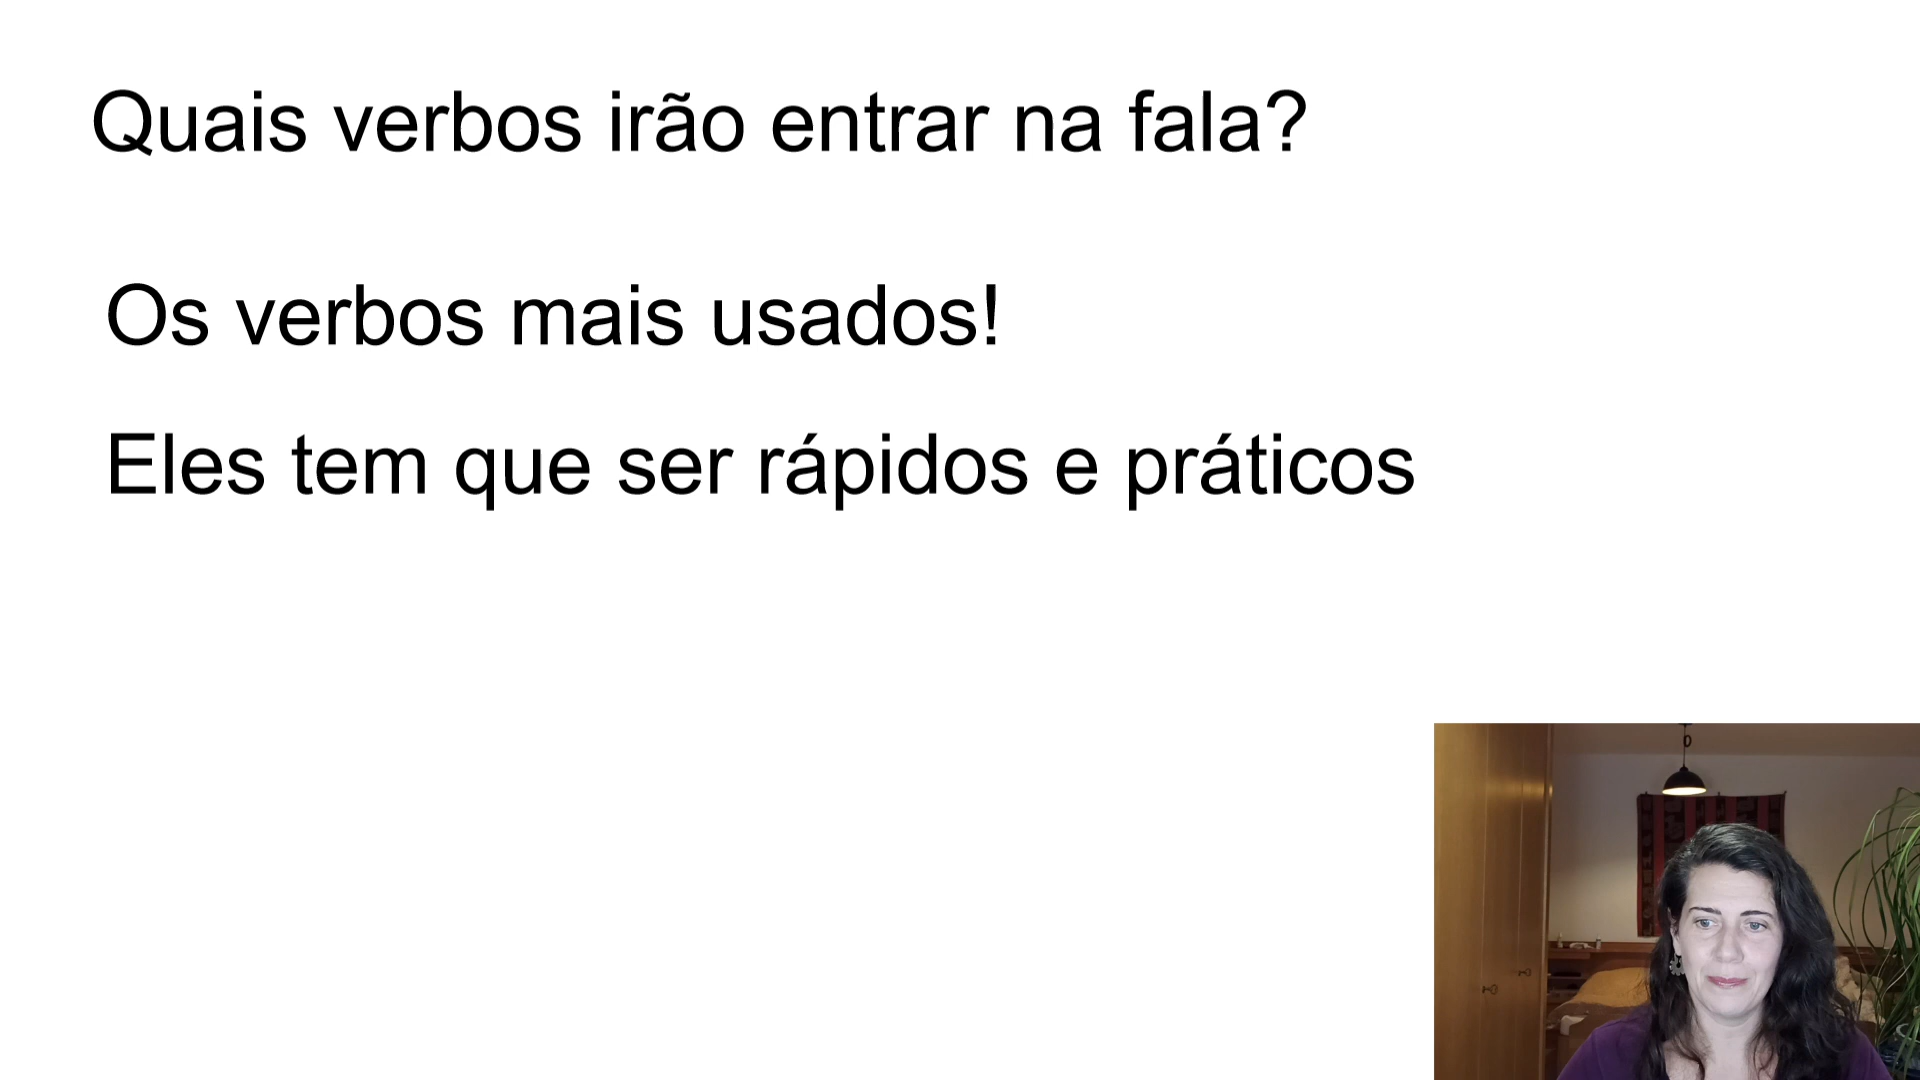 Quais verbos irão entrar na fala?
Os verbos mais usados!
Eles tem que ser rápidos e práticos